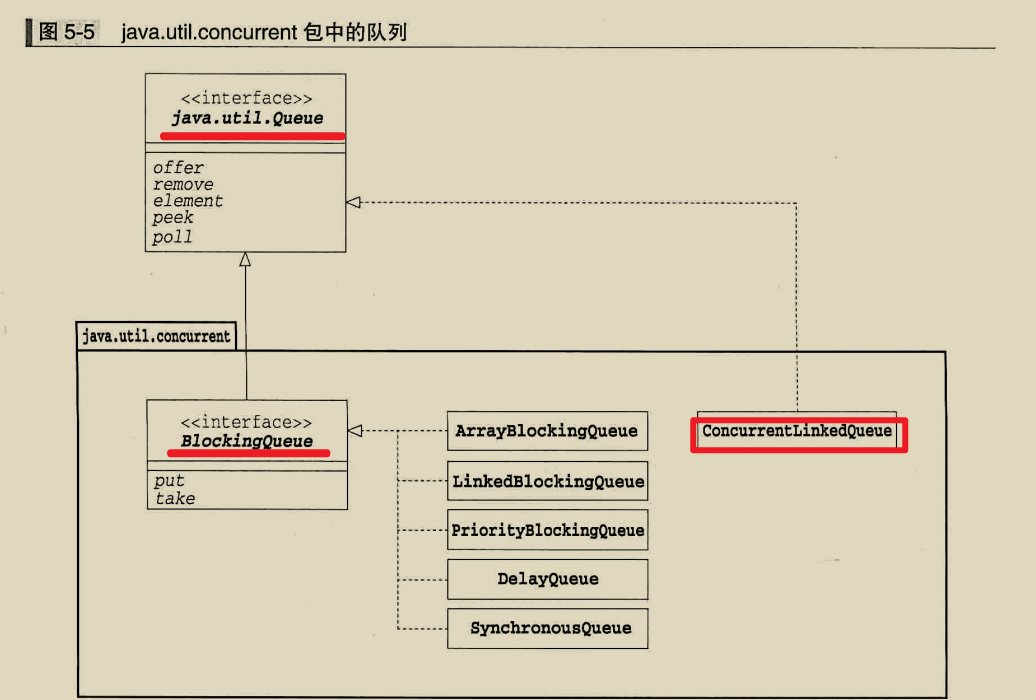 图 5-5 java.util.concurrent 包中的队列
<<interface>>
java.util.Queue
offer
remove
element
peek
poll
java.util.concurrent
<<interface>>
BlockingQueue
put
take
ArrayBlockingQueue
LinkedBlockingQueue
PriorityBlockingQueue
DelayQueue
SynchronousQueue
ConcurrentLinkedQueue